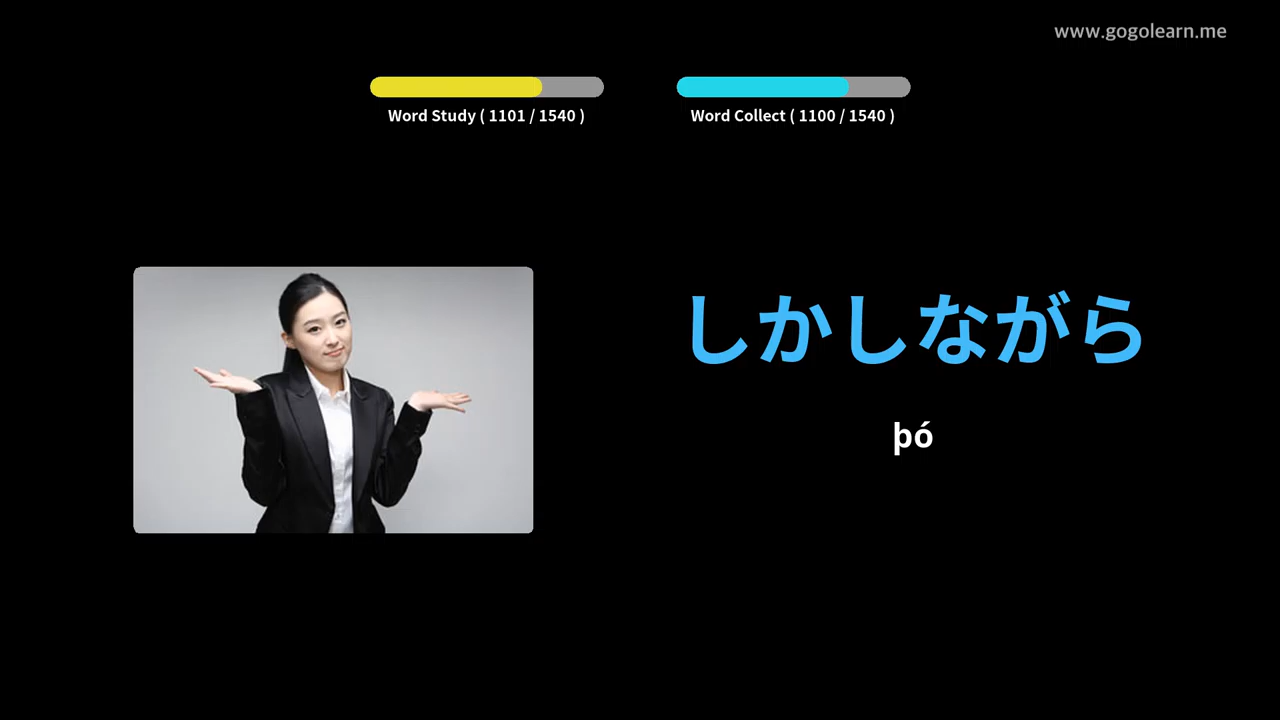 www.gogolearn.me
Word Study ( 1101 / 1540 )
Word Collect ( 1100 / 1540 )
しかしながら
þó